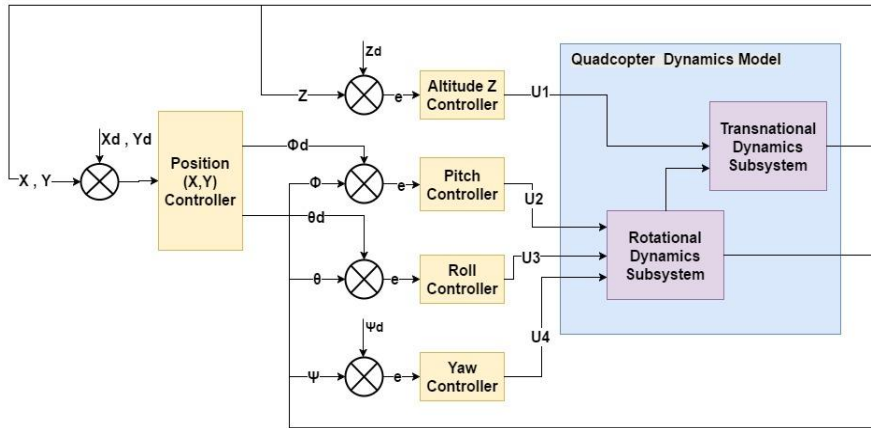 Zd
Quadcopter Dynamics Model
Z
e
Altitude Z
Controller
U1
Transnational
Dynamics
Subsystem
Xd , Yd
X , Y
Position
(X,Y)
Controller
Φd
Φ
e
Pitch
Controller
U2
θd
Rotational
Dynamics
Subsystem
θ
e
Roll
Controller
U3
Ψd
U4
Ψ
e
Yaw
Controller